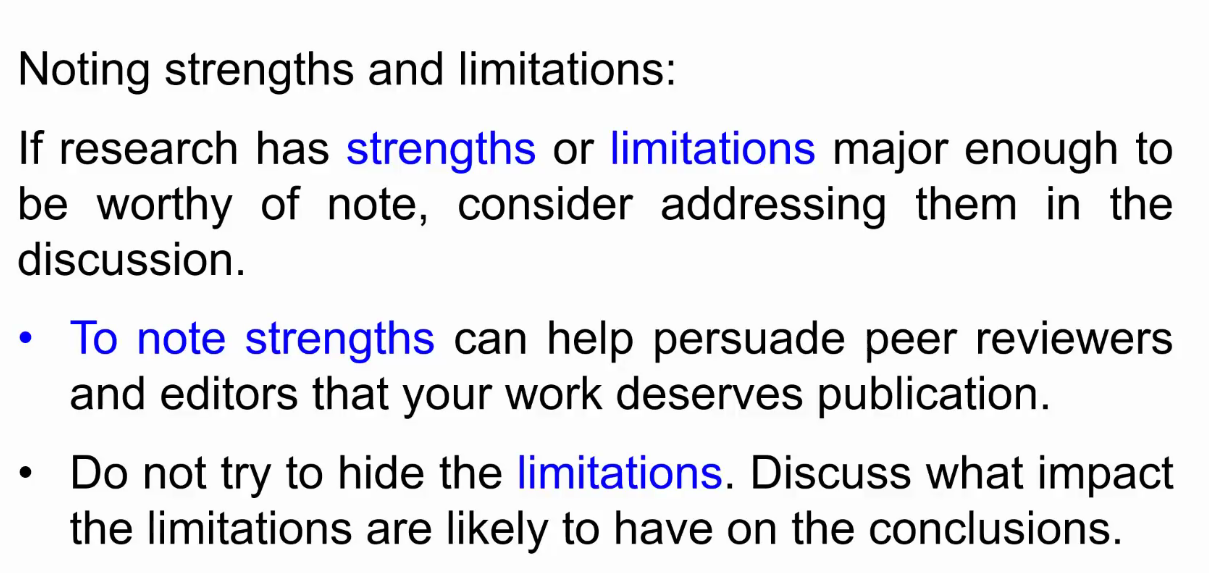 Noting strengths and limitations:
If research has strengths or limitations major enough to
be worthy of note, consider addressing them in the
discussion.
• To note strengths can help persuade peer reviewers
and editors that your work deserves publication.
• Do not try to hide the limitations. Discuss what impact
the limitations are likely to have on the conclusions.